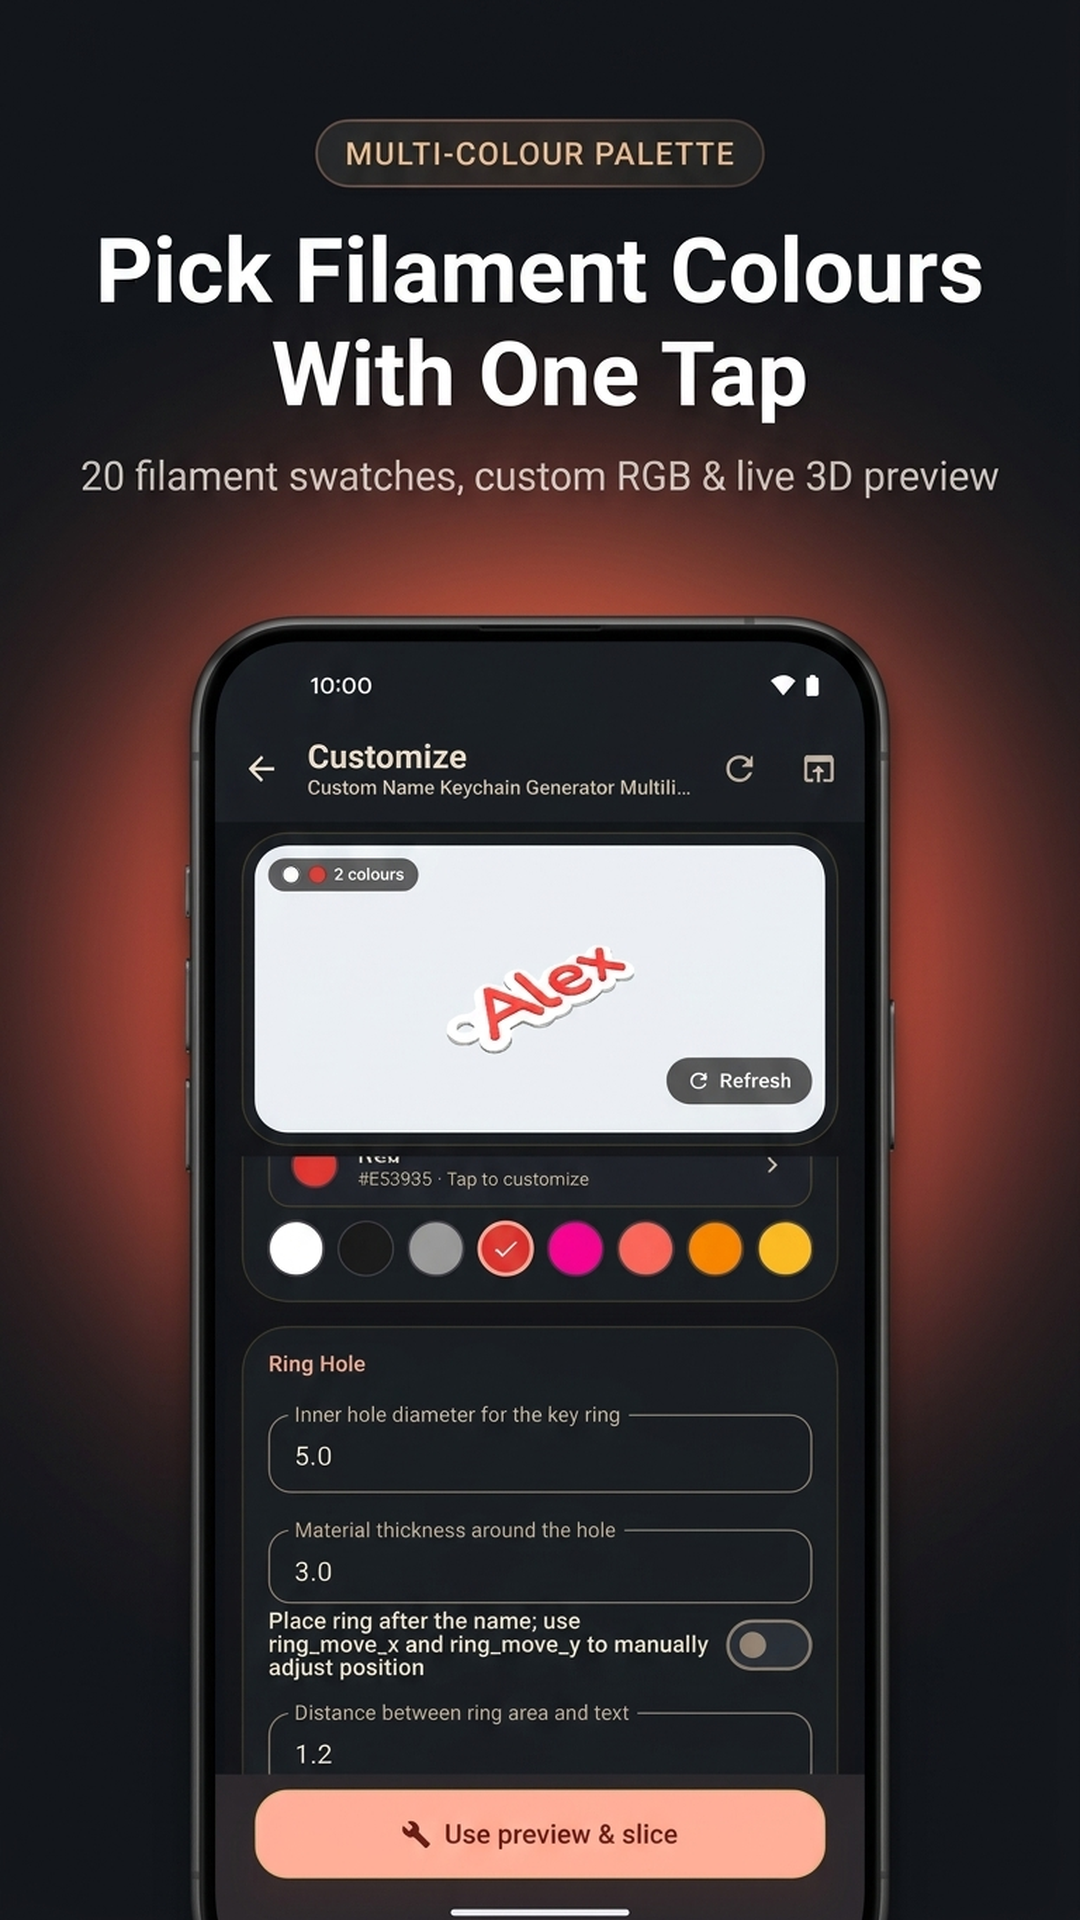 MULTI-COLOUR PALETTE
Pick Filament Colours
With One Tap
20 filament swatches, custom RGB & live 3D preview
10:00
Customize
Custom Name Keychain Generator Multili...
2 colours
Alex
Refresh
Red
#E53935 · Tap to customize
Ring Hole
Inner hole diameter for the key ring
5.0
Material thickness around the hole
3.0
Place ring after the name; use
ring_move_x and ring_move_y to manually
adjust position
Distance between ring area and text
1.2
Use preview & slice